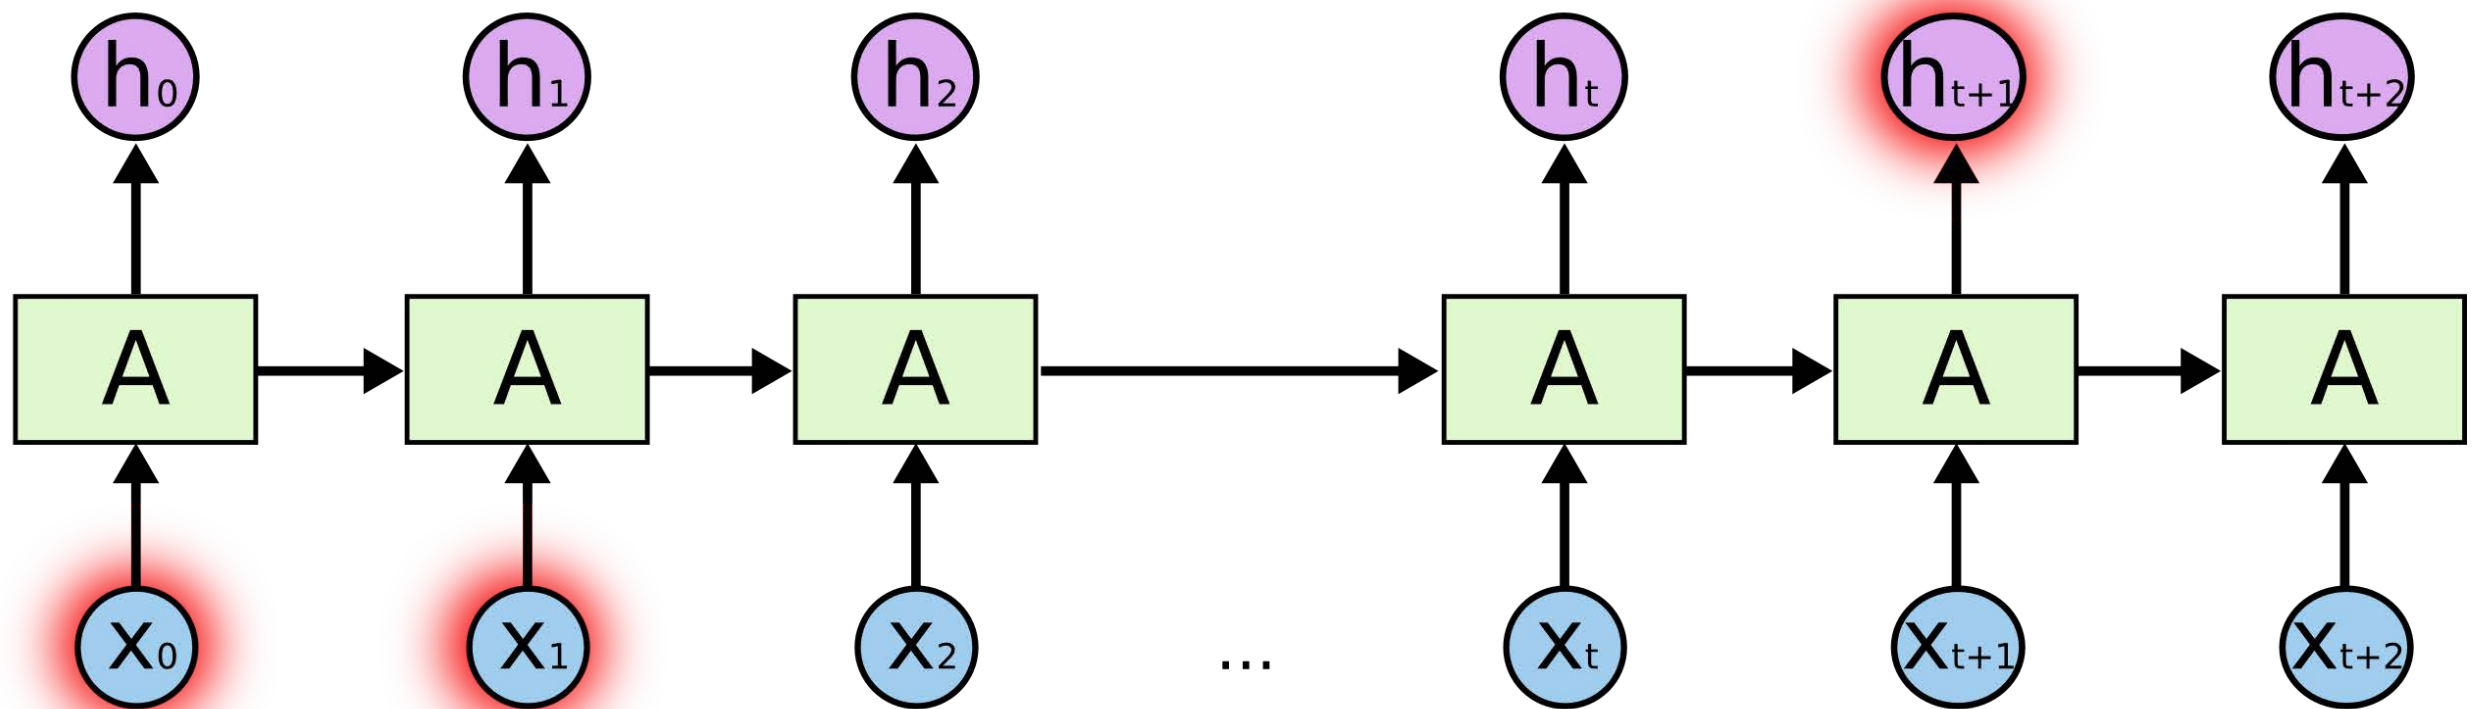 h₀ h₁ h₂ hₜ hₜ₊₁ hₜ₊₂
A A A A A A
x₀ x₁ x₂ ... xₜ xₜ₊₁ xₜ₊₂